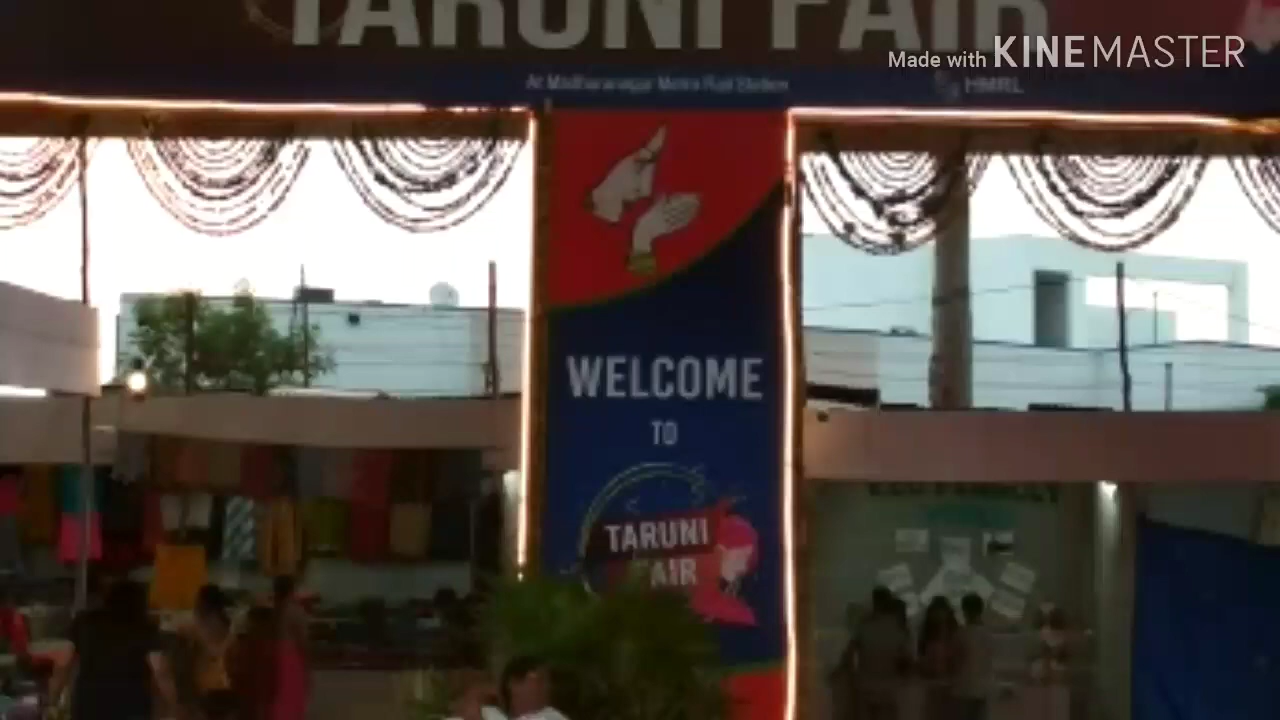 TARUNI FAIR
Made with KINEMASTER
At Madhuranagar Metro Rail Station
HMRL
WELCOME
TO
TARUNI
FAIR